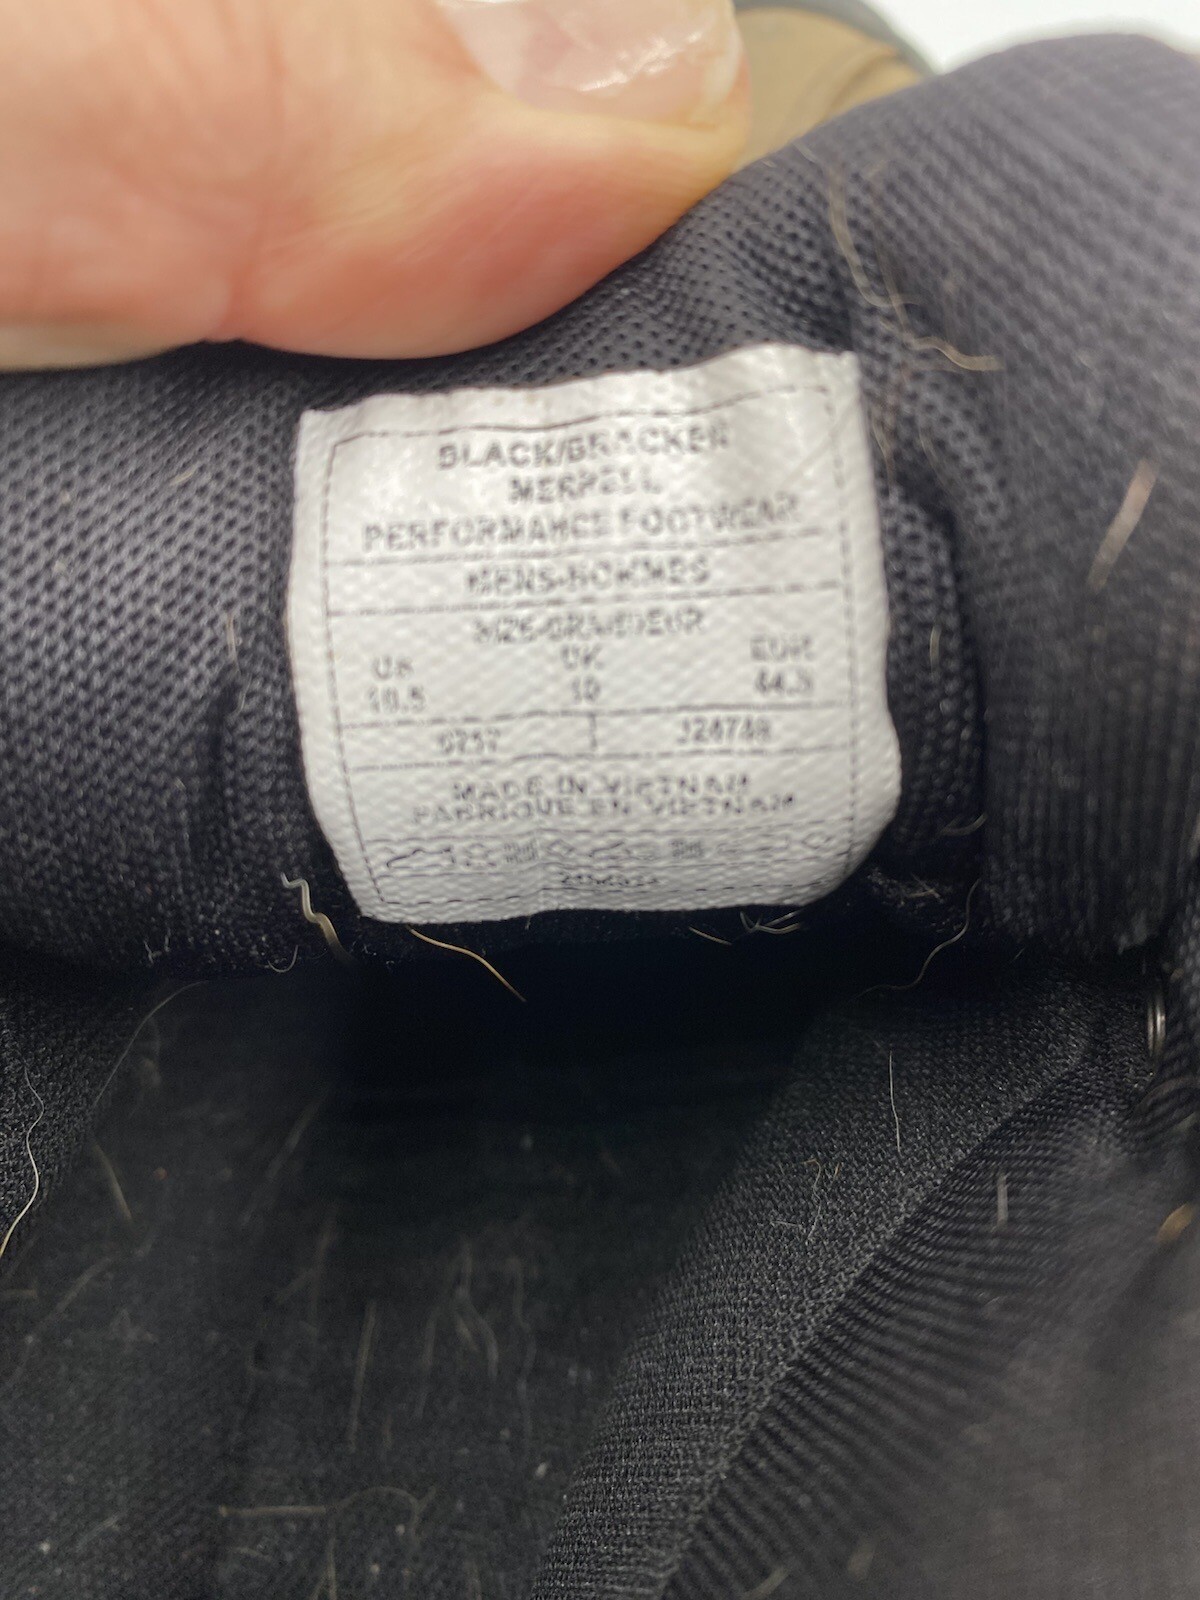 BLACK/BRACKEN
MERRELL
PERFORMANCE FOOTWEAR
MENS-HOMMES
SIZE-GRANDEUR
US UK EUR
10.5 10 44.5
MADE IN VIETNAM
FABRIQUE EN VIETNAM